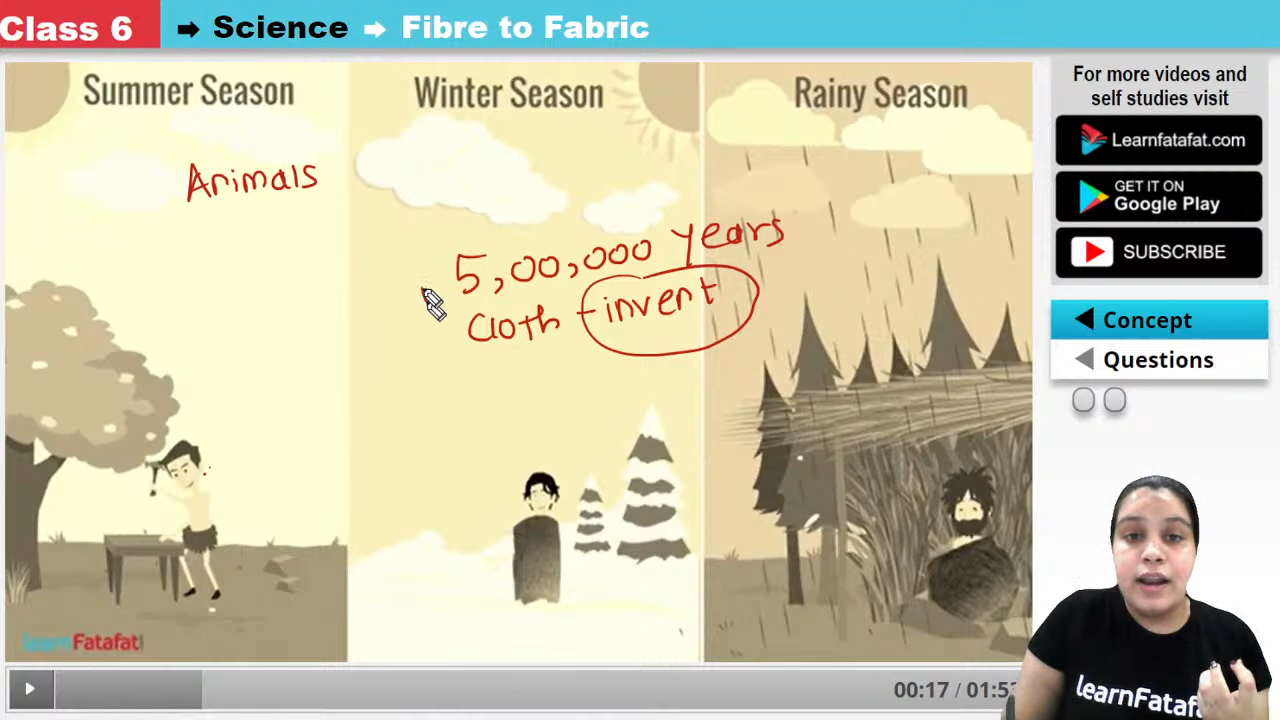 Class 6
➡ Science ➡ Fibre to Fabric
Summer Season
Winter Season
Rainy Season
Animals
5,00,000 years
Cloth - invent
learnFatafat
For more videos and
self studies visit
Learnfatafat.com
GET IT ON
Google Play
SUBSCRIBE
Concept
Questions
00:17 / 01:53
learnFatafa